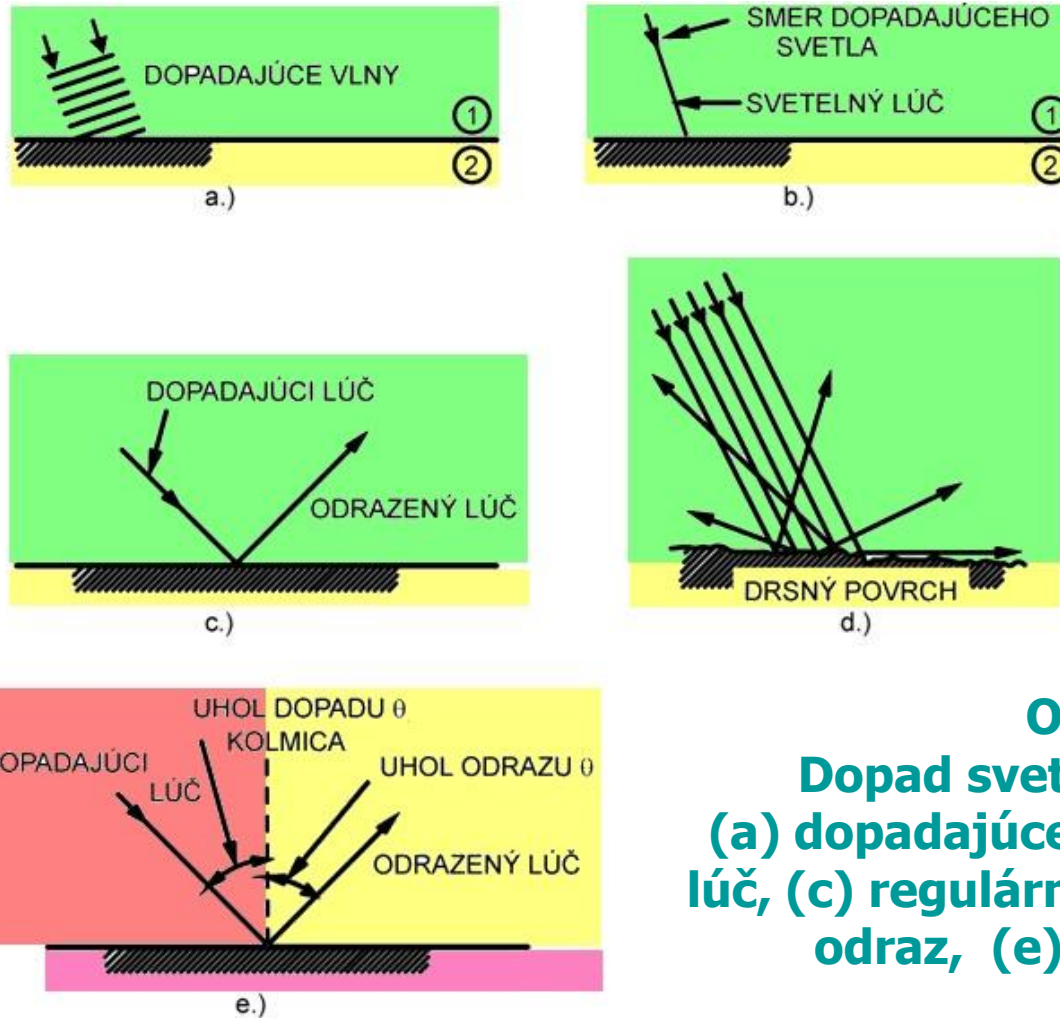 DOPADAJÚCE VLNY
1
2
a.)
SMER DOPADAJÚCEHO
SVETLA
SVETELNÝ LÚČ
1
2
b.)
DOPADAJÚCI LÚČ
ODRAZENÝ LÚČ
c.)
DRSNÝ POVRCH
d.)
UHOL DOPADU θ
KOLMICA
OPADAJÚCI
LÚČ
UHOL ODRAZU θ
ODRAZENÝ LÚČ
e.)
O
Dopad svet
(a) dopadajúce
lúč, (c) regulárn
odraz, (e)